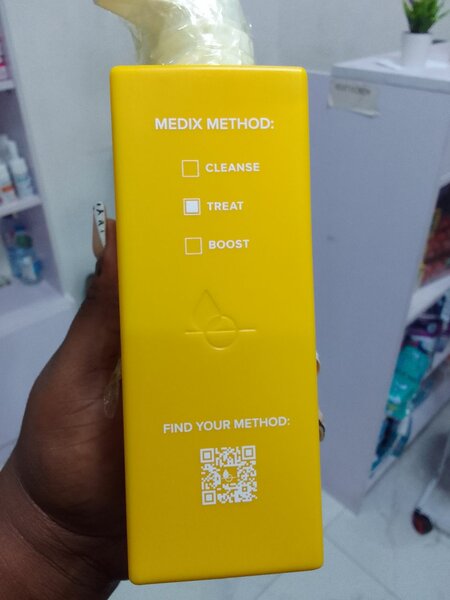 MEDIX METHOD:
CLEANSE
TREAT
BOOST
FIND YOUR METHOD: